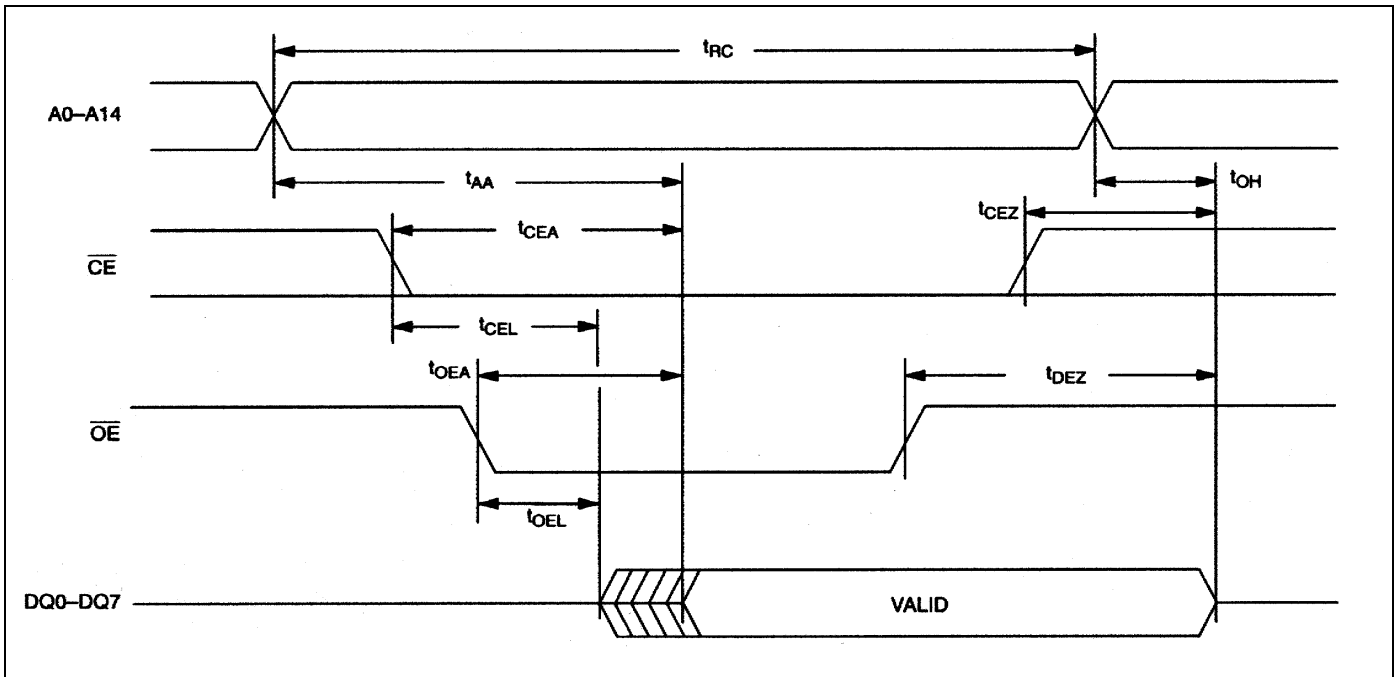 tRC
A0–A14
tAA
tOH
tCEZ
tCEA
CE
tCEL
tOEA
tDEZ
OE
tOEL
DQ0–DQ7
VALID